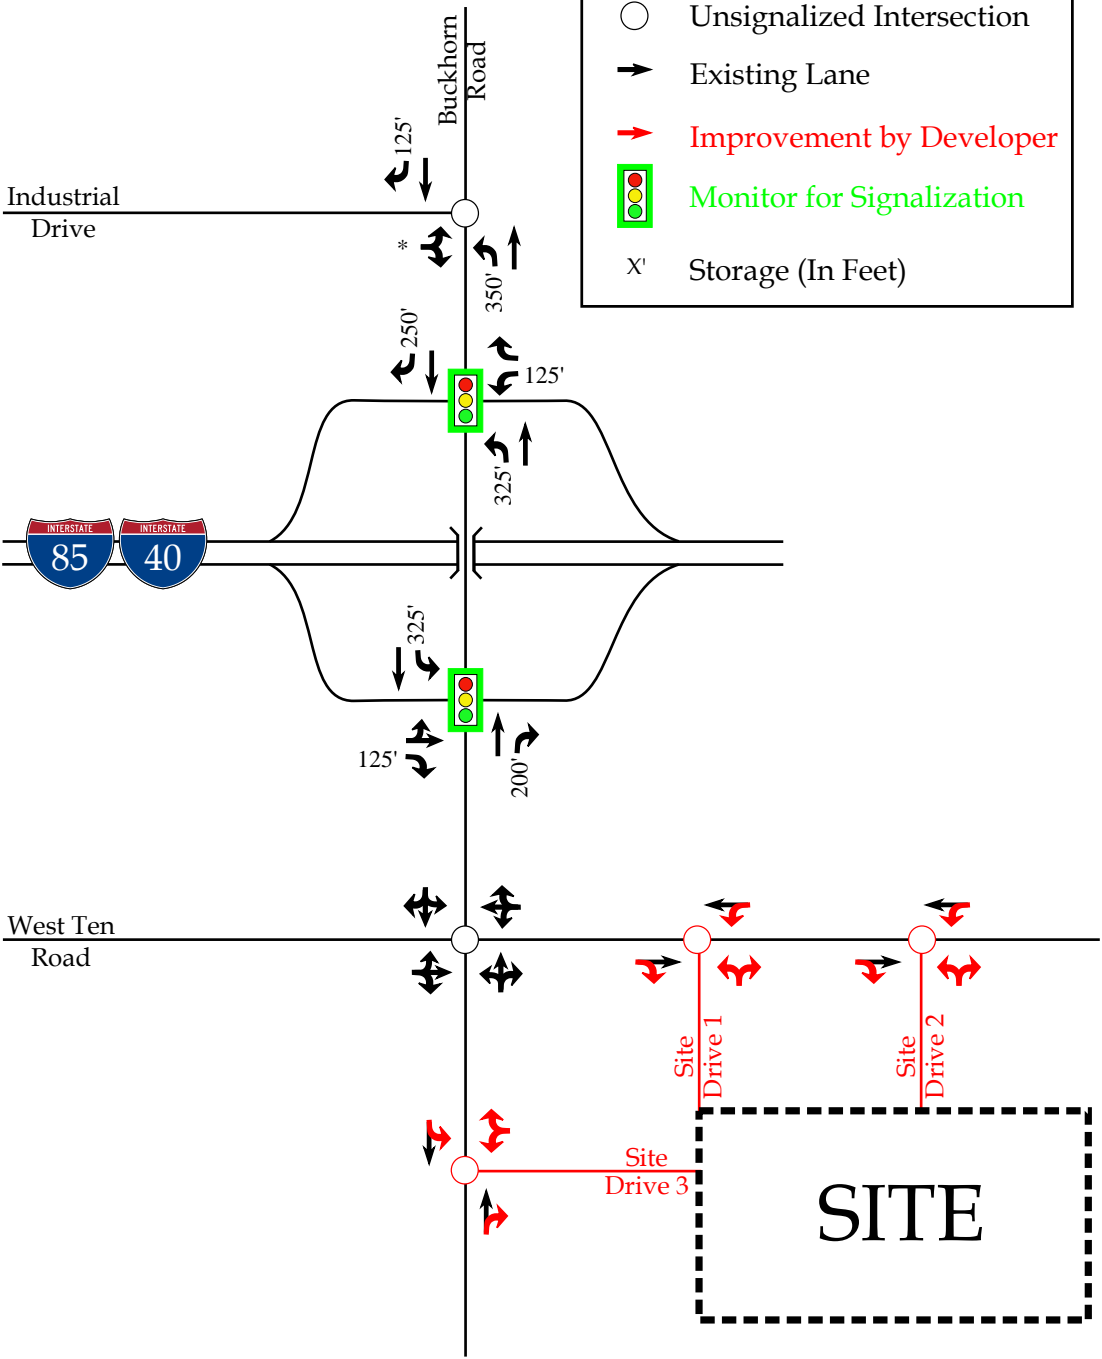 Unsignalized Intersection
Existing Lane
Improvement by Developer
Monitor for Signalization
X' Storage (In Feet)
Buckhorn
Road
125'
Industrial
Drive
*
350'
250'
125'
325'
INTERSTATE
85
INTERSTATE
40
325'
125'
200'
West Ten
Road
Site
Drive 1
Site
Drive 2
Site
Drive 3
SITE